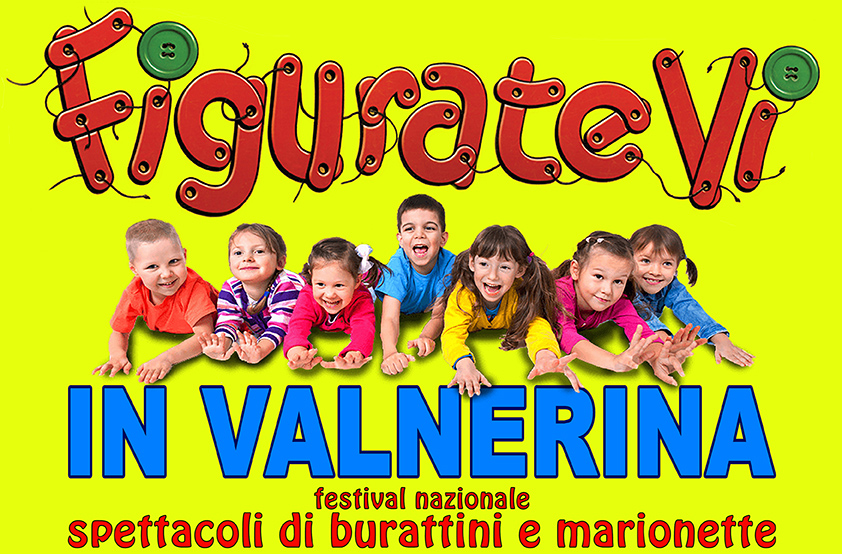 FigurateVi
IN VALNERINA
festival nazionale
spettacoli di burattini e marionette